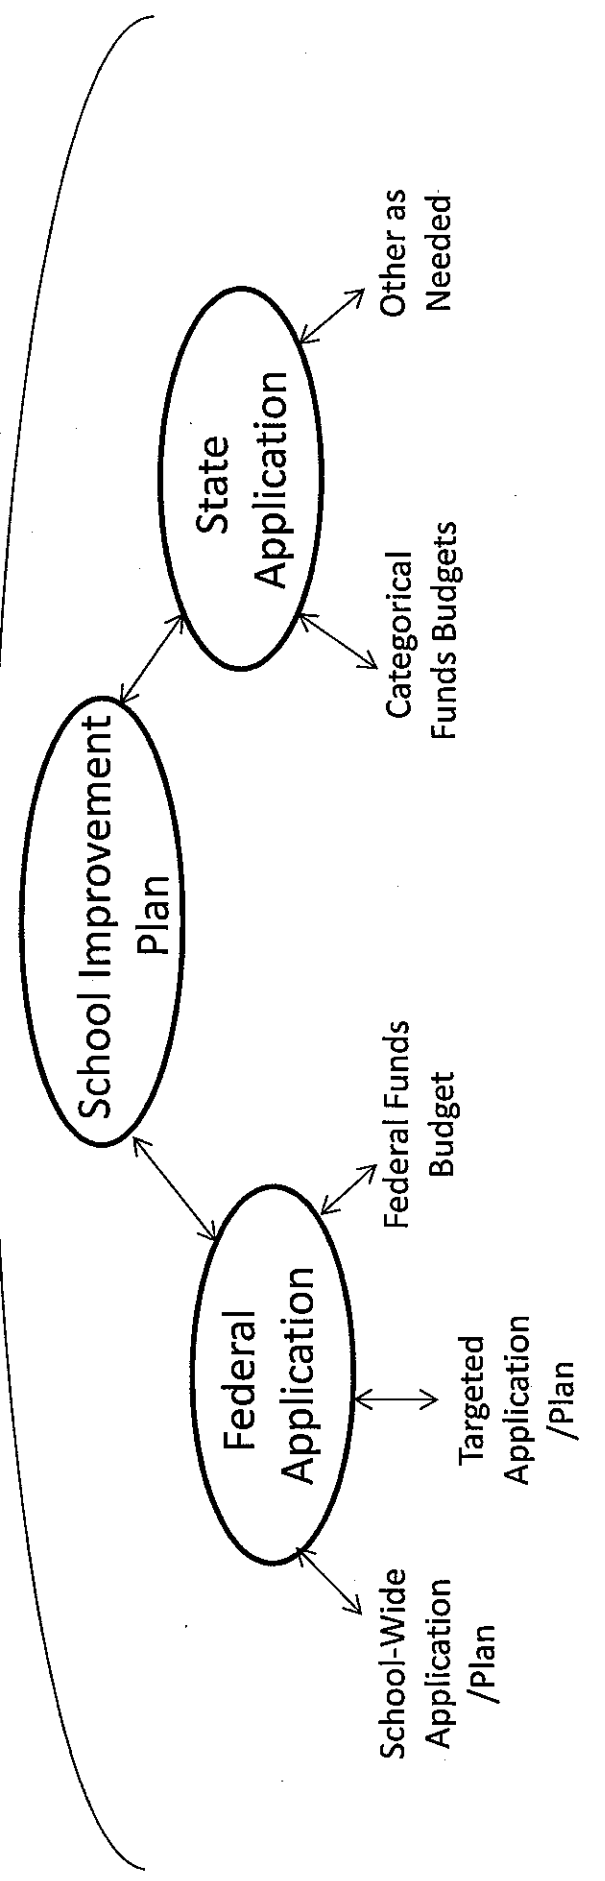 School Improvement
Plan
Federal
Application
State
Application
School-Wide
Application
/Plan
Targeted
Application
/Plan
Federal Funds
Budget
Categorical
Funds Budgets
Other as
Needed